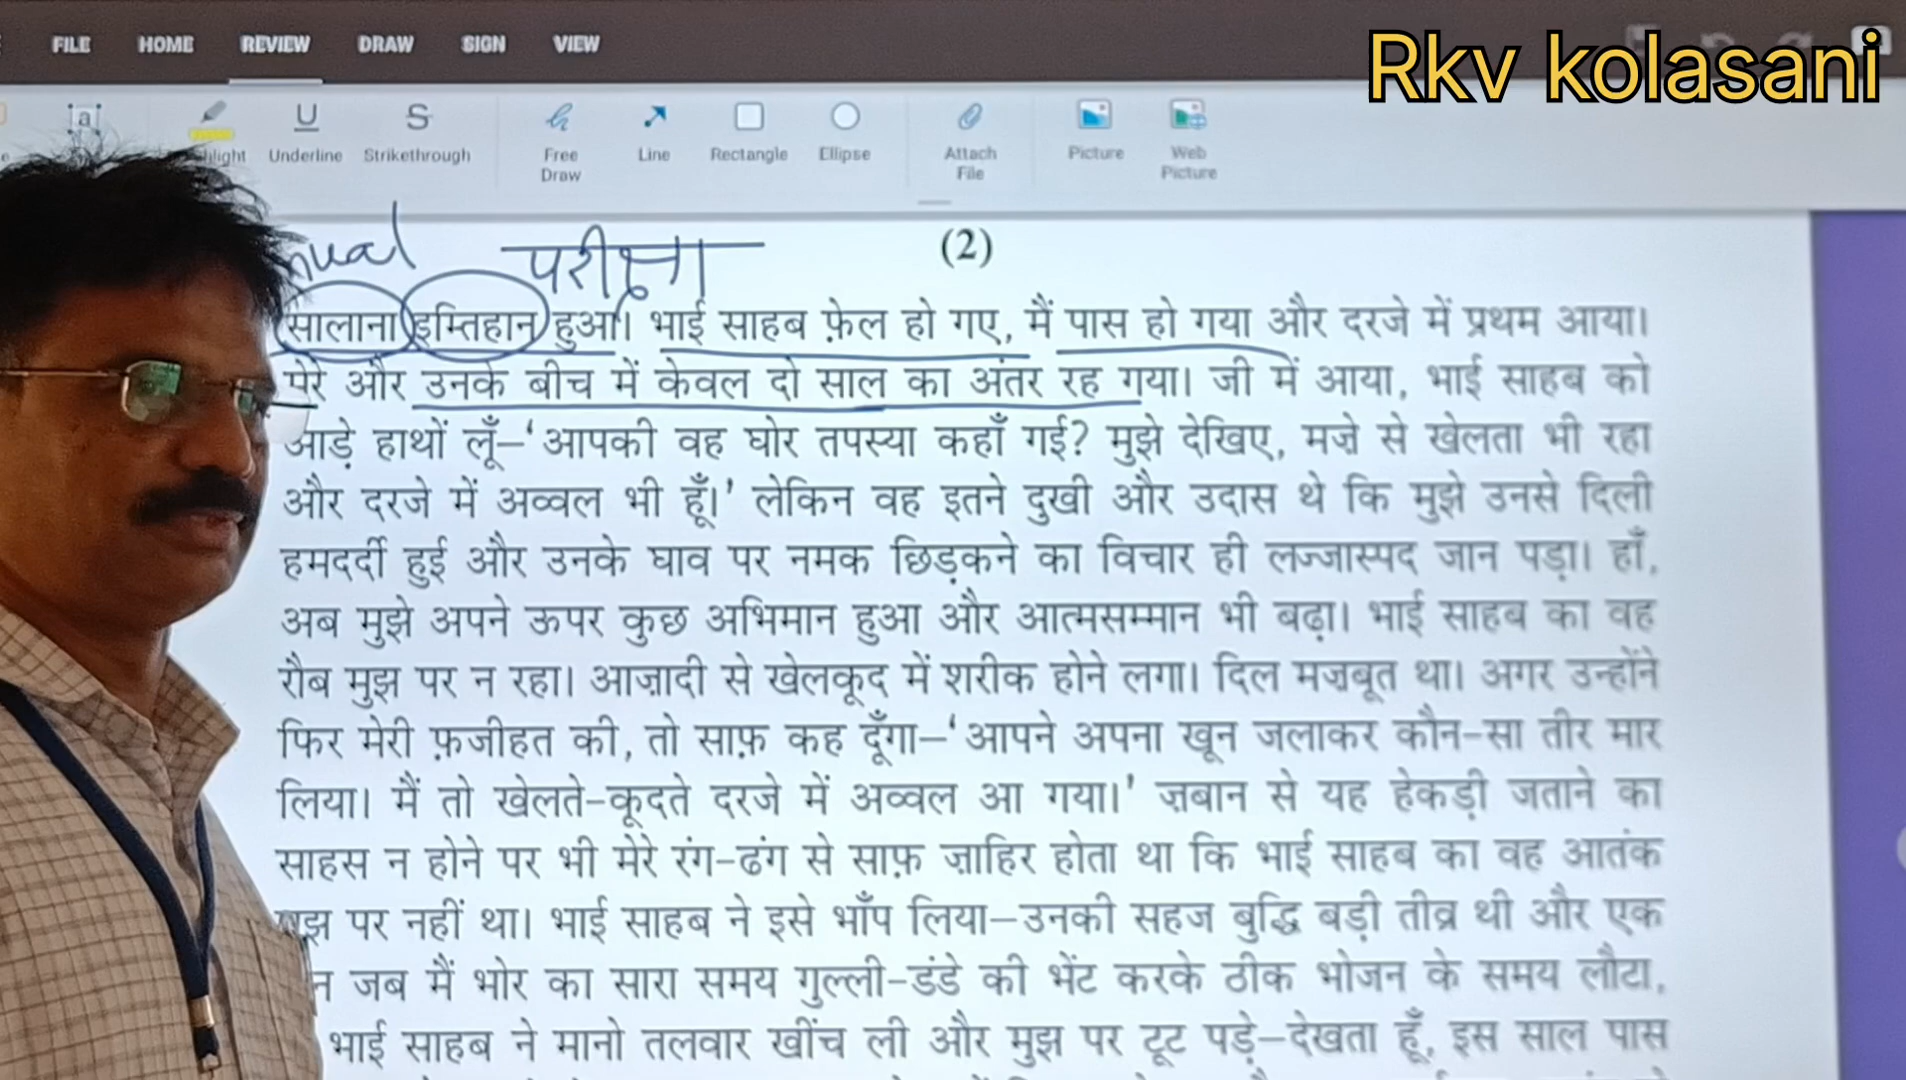 FILE HOME REVIEW DRAW SIGN VIEW
Rkv kolasani
Underline Strikethrough Free Draw Line Rectangle Ellipse Attach File Picture Web Picture
परीक्षा (2)
सालाना इम्तिहान हुआ। भाई साहब फ़ेल हो गए, मैं पास हो गया और दरजे में प्रथम आया।
मेरे और उनके बीच में केवल दो साल का अंतर रह गया। जी में आया, भाई साहब को
आड़े हाथों लूँ–‘आपकी वह घोर तपस्या कहाँ गई? मुझे देखिए, मज़े से खेलता भी रहा
और दरजे में अव्वल भी हूँ।’ लेकिन वह इतने दुखी और उदास थे कि मुझे उनसे दिली
हमदर्दी हुई और उनके घाव पर नमक छिड़कने का विचार ही लज्जास्पद जान पड़ा। हाँ,
अब मुझे अपने ऊपर कुछ अभिमान हुआ और आत्मसम्मान भी बढ़ा। भाई साहब का वह
रौब मुझ पर न रहा। आज़ादी से खेलकूद में शरीक होने लगा। दिल मज़बूत था। अगर उन्होंने
फिर मेरी फ़जीहत की, तो साफ़ कह दूँगा–‘आपने अपना खून जलाकर कौन-सा तीर मार
लिया। मैं तो खेलते-कूदते दरजे में अव्वल आ गया।’ ज़बान से यह हेकड़ी जताने का
साहस न होने पर भी मेरे रंग-ढंग से साफ़ ज़ाहिर होता था कि भाई साहब का वह आतंक
मुझ पर नहीं था। भाई साहब ने इसे भाँप लिया–उनकी सहज बुद्धि बड़ी तीव्र थी और एक
जब मैं भोर का सारा समय गुल्ली-डंडे की भेंट करके ठीक भोजन के समय लौटा,
भाई साहब ने मानो तलवार खींच ली और मुझ पर टूट पड़े–देखता हूँ, इस साल पास